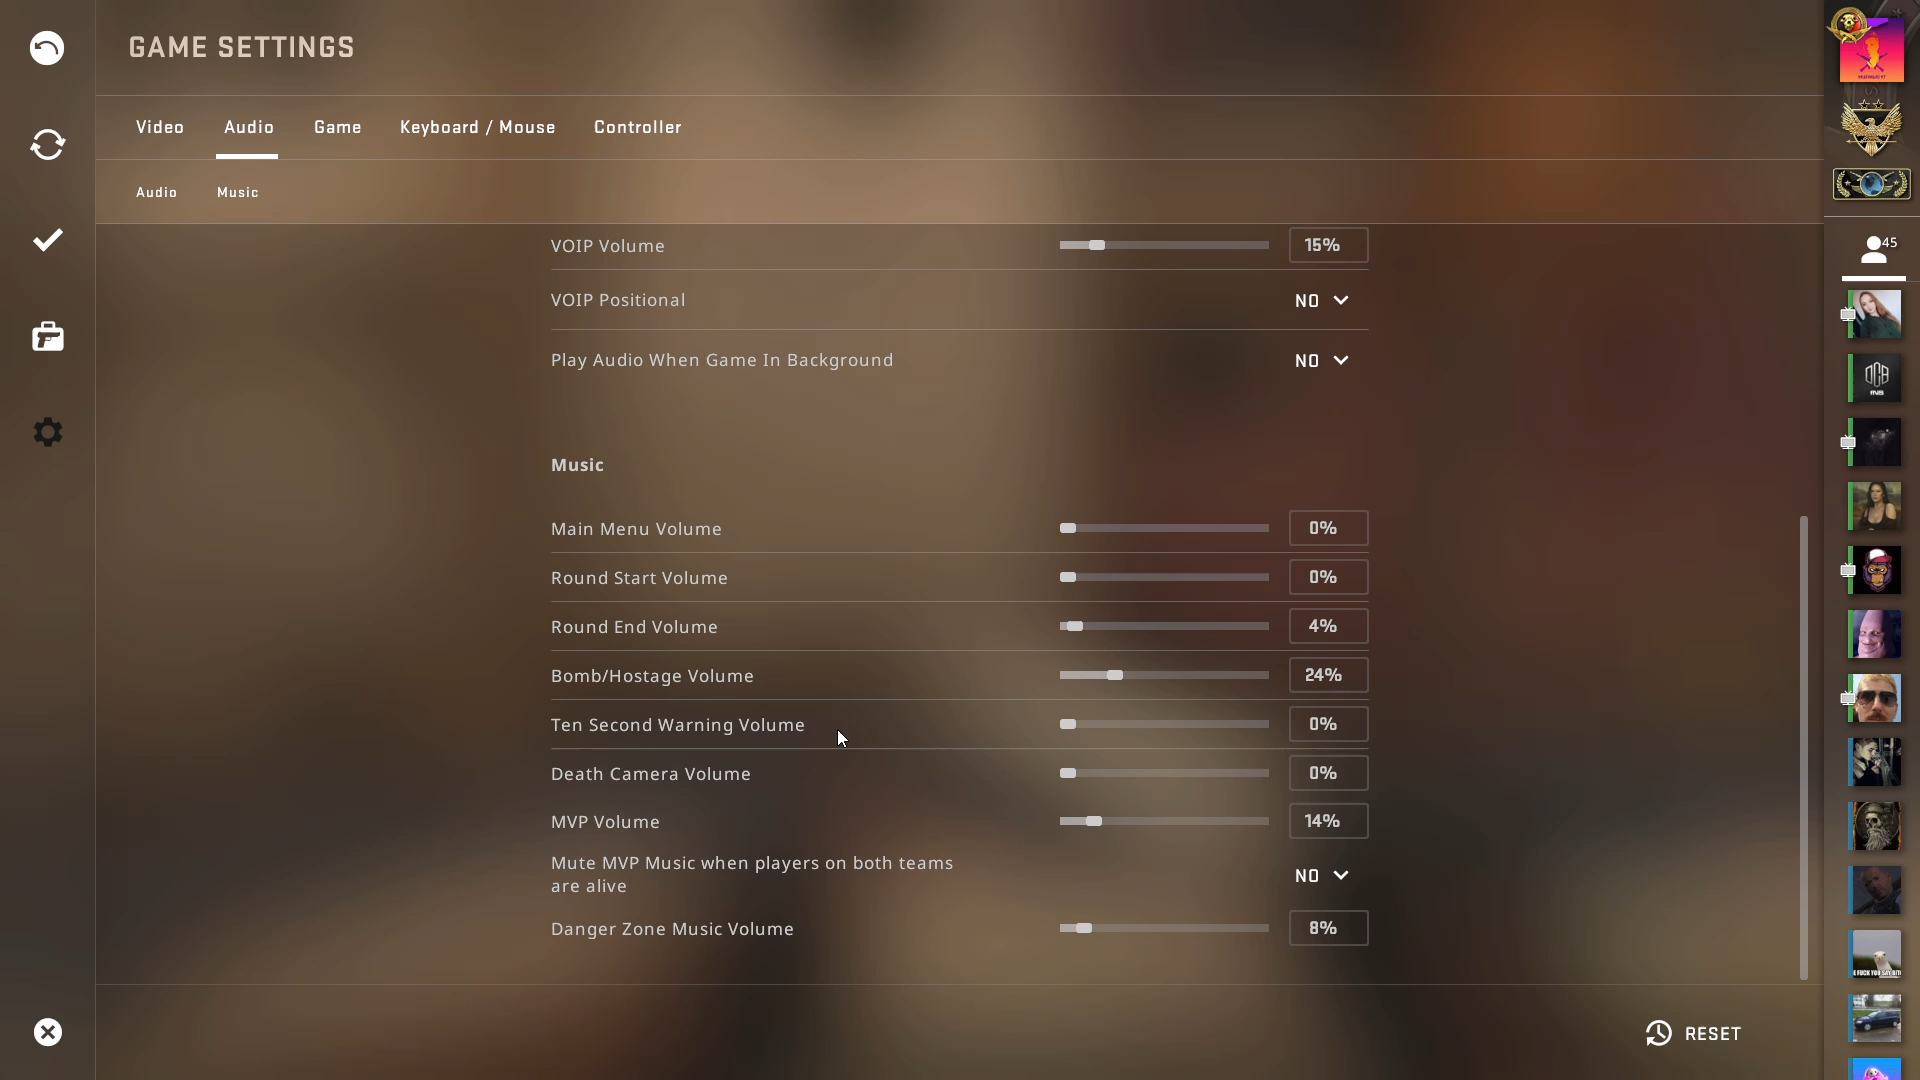 GAME SETTINGS
Video Audio Game Keyboard / Mouse Controller
Audio Music
45
VOIP Volume 15%
VOIP Positional NO
Play Audio When Game In Background NO
Music
Main Menu Volume 0%
Round Start Volume 0%
Round End Volume 4%
Bomb/Hostage Volume 24%
Ten Second Warning Volume 0%
Death Camera Volume 0%
MVP Volume 14%
Mute MVP Music when players on both teams
are alive NO
Danger Zone Music Volume 8%
RESET